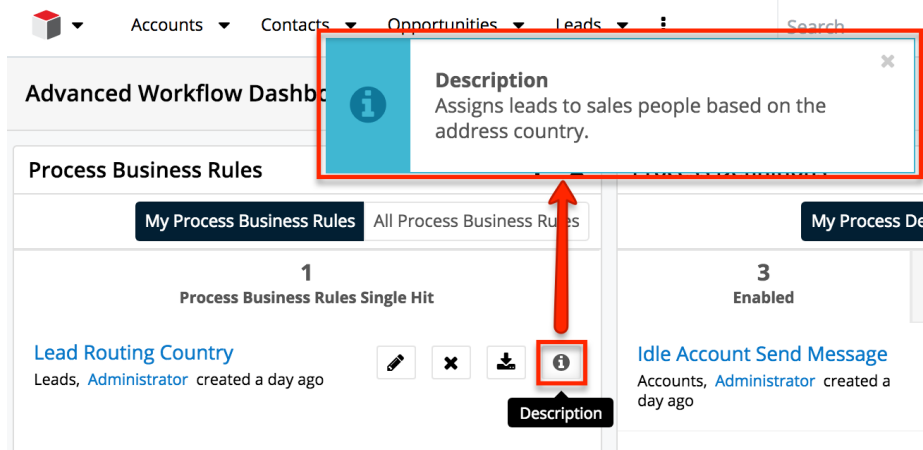 Accounts
Contacts
Opportunities
Leads
Search
Description
Assigns leads to sales people based on the
address country.
Advanced Workflow Dashbo
Process Business Rules
My Process Business Rules
All Process Business Rules
My Process De
1
Process Business Rules Single Hit
3
Enabled
Lead Routing Country
Leads, Administrator created a day ago
Description
Idle Account Send Message
Accounts, Administrator created a
day ago